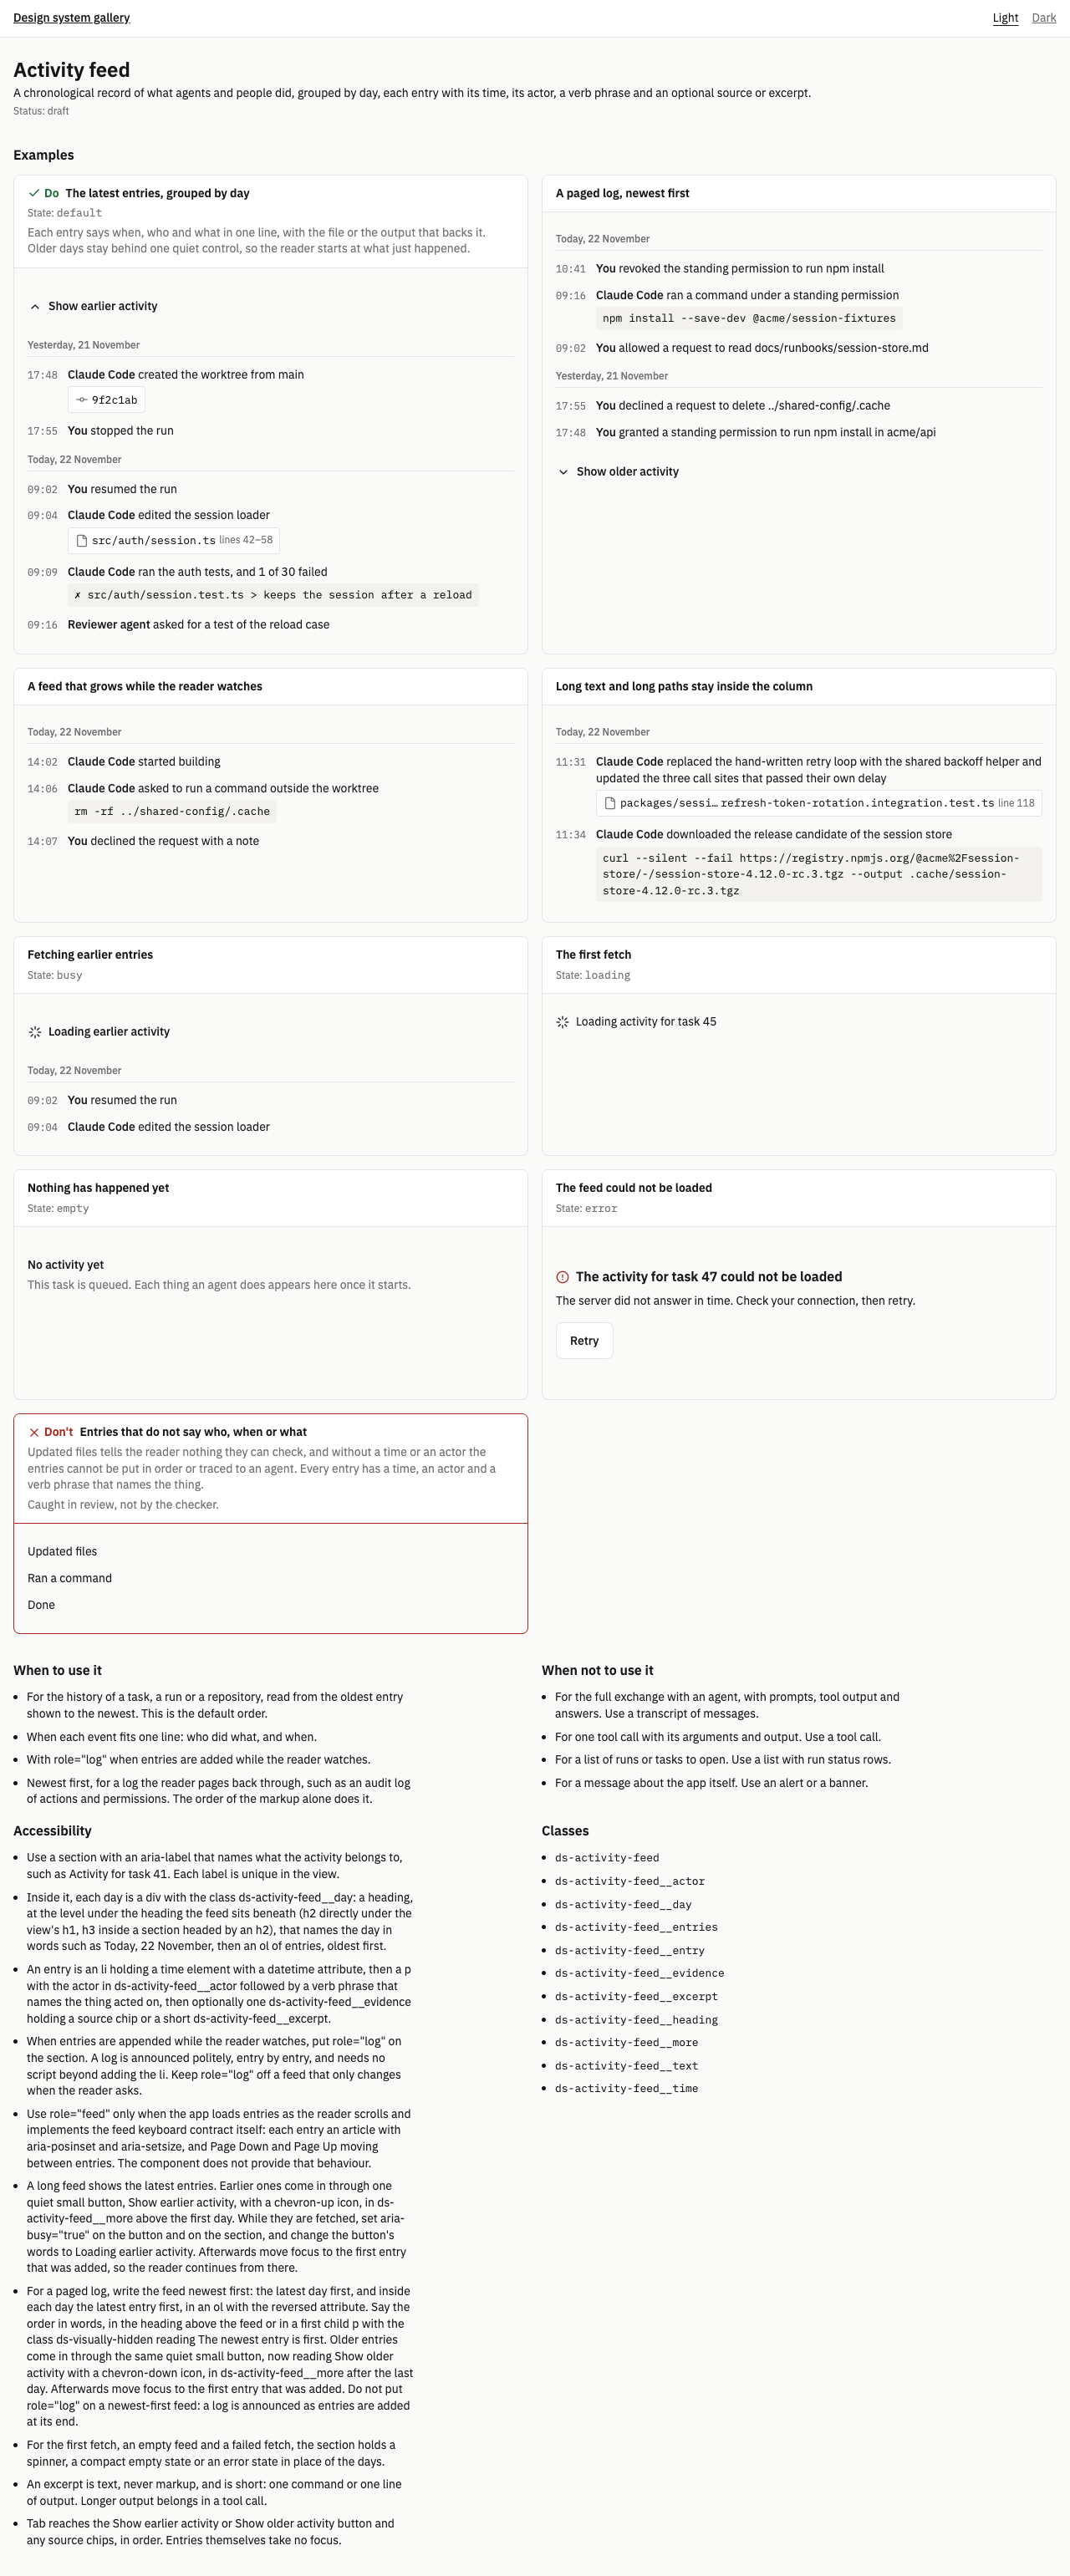 Design system gallery
Light Dark
Activity feed
A chronological record of what agents and people did, grouped by day, each entry with its time, its actor, a verb phrase and an optional source or excerpt.
Status: draft
Examples
Do The latest entries, grouped by day
State: default
Each entry says when, who and what in one line, with the file or the output that backs it.
Older days stay behind one quiet control, so the reader starts at what just happened.
Show earlier activity
Yesterday, 21 November
17:48 Claude Code created the worktree from main
9f2c1ab
17:55 You stopped the run
Today, 22 November
09:02 You resumed the run
09:04 Claude Code edited the session loader
src/auth/session.ts lines 42–58
09:09 Claude Code ran the auth tests, and 1 of 30 failed
✗ src/auth/session.test.ts > keeps the session after a reload
09:16 Reviewer agent asked for a test of the reload case
A paged log, newest first
Today, 22 November
10:41 You revoked the standing permission to run npm install
09:16 Claude Code ran a command under a standing permission
npm install --save-dev @acme/session-fixtures
09:02 You allowed a request to read docs/runbooks/session-store.md
Yesterday, 21 November
17:55 You declined a request to delete ../shared-config/.cache
17:48 You granted a standing permission to run npm install in acme/api
Show older activity
A feed that grows while the reader watches
Today, 22 November
14:02 Claude Code started building
14:06 Claude Code asked to run a command outside the worktree
rm -rf ../shared-config/.cache
14:07 You declined the request with a note
Long text and long paths stay inside the column
Today, 22 November
11:31 Claude Code replaced the hand-written retry loop with the shared backoff helper and
updated the three call sites that passed their own delay
packages/sessi… refresh-token-rotation.integration.test.ts line 118
11:34 Claude Code downloaded the release candidate of the session store
curl --silent --fail https://registry.npmjs.org/@acme%2Fsession-
store/-/session-store-4.12.0-rc.3.tgz --output .cache/session-
store-4.12.0-rc.3.tgz
Fetching earlier entries
State: busy
Loading earlier activity
Today, 22 November
09:02 You resumed the run
09:04 Claude Code edited the session loader
The first fetch
State: loading
Loading activity for task 45
Nothing has happened yet
State: empty
No activity yet
This task is queued. Each thing an agent does appears here once it starts.
The feed could not be loaded
State: error
The activity for task 47 could not be loaded
The server did not answer in time. Check your connection, then retry.
Retry
Don't Entries that do not say who, when or what
Updated files tells the reader nothing they can check, and without a time or an actor the
entries cannot be put in order or traced to an agent. Every entry has a time, an actor and a
verb phrase that names the thing.
Caught in review, not by the checker.
Updated files
Ran a command
Done
When to use it
For the history of a task, a run or a repository, read from the oldest entry
shown to the newest. This is the default order.
When each event fits one line: who did what, and when.
With role="log" when entries are added while the reader watches.
Newest first, for a log the reader pages back through, such as an audit log
of actions and permissions. The order of the markup alone does it.
When not to use it
For the full exchange with an agent, with prompts, tool output and
answers. Use a transcript of messages.
For one tool call with its arguments and output. Use a tool call.
For a list of runs or tasks to open. Use a list with run status rows.
For a message about the app itself. Use an alert or a banner.
Accessibility
Use a section with an aria-label that names what the activity belongs to,
such as Activity for task 41. Each label is unique in the view.
Inside it, each day is a div with the class ds-activity-feed__day: a heading,
at the level under the heading the feed sits beneath (h2 directly under the
view's h1, h3 inside a section headed by an h2), that names the day in
words such as Today, 22 November, then an ol of entries, oldest first.
An entry is an li holding a time element with a datetime attribute, then a p
with the actor in ds-activity-feed__actor followed by a verb phrase that
names the thing acted on, then optionally one ds-activity-feed__evidence
holding a source chip or a short ds-activity-feed__excerpt.
When entries are appended while the reader watches, put role="log" on
the section. A log is announced politely, entry by entry, and needs no
script beyond adding the li. Keep role="log" off a feed that only changes
when the reader asks.
Use role="feed" only when the app loads entries as the reader scrolls and
implements the feed keyboard contract itself: each entry an article with
aria-posinset and aria-setsize, and Page Down and Page Up moving
between entries. The component does not provide that behaviour.
A long feed shows the latest entries. Earlier ones come in through one
quiet small button, Show earlier activity, with a chevron-up icon, in ds-
activity-feed__more above the first day. While they are fetched, set aria-
busy="true" on the button and on the section, and change the button's
words to Loading earlier activity. Afterwards move focus to the first entry
that was added, so the reader continues from there.
For a paged log, write the feed newest first: the latest day first, and inside
each day the latest entry first, in an ol with the reversed attribute. Say the
order in words, in the heading above the feed or in a first child p with the
class ds-visually-hidden reading The newest entry is first. Older entries
come in through the same quiet small button, now reading Show older
activity with a chevron-down icon, in ds-activity-feed__more after the last
day. Afterwards move focus to the first entry that was added. Do not put
role="log" on a newest-first feed: a log is announced as entries are added
at its end.
For the first fetch, an empty feed and a failed fetch, the section holds a
spinner, a compact empty state or an error state in place of the days.
An excerpt is text, never markup, and is short: one command or one line
of output. Longer output belongs in a tool call.
Tab reaches the Show earlier activity or Show older activity button and
any source chips, in order. Entries themselves take no focus.
Classes
ds-activity-feed
ds-activity-feed__actor
ds-activity-feed__day
ds-activity-feed__entries
ds-activity-feed__entry
ds-activity-feed__evidence
ds-activity-feed__excerpt
ds-activity-feed__heading
ds-activity-feed__more
ds-activity-feed__text
ds-activity-feed__time